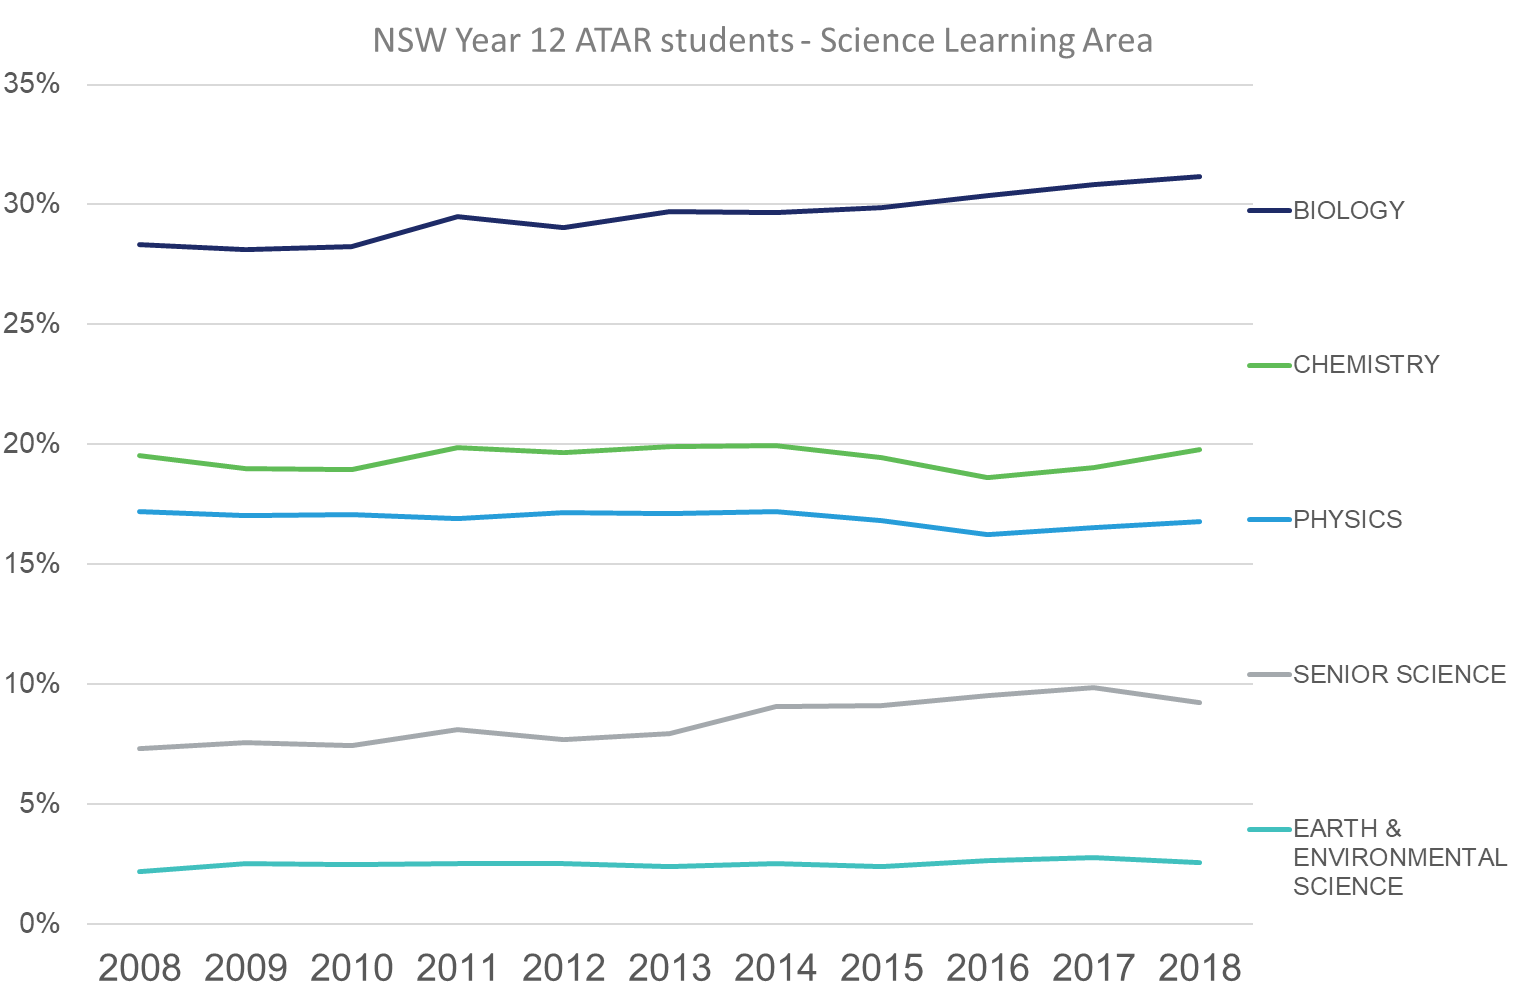 NSW Year 12 ATAR students - Science Learning Area
35%
30%
25%
20%
15%
10%
5%
0%
2008 2009 2010 2011 2012 2013 2014 2015 2016 2017 2018
BIOLOGY
CHEMISTRY
PHYSICS
SENIOR SCIENCE
EARTH &
ENVIRONMENTAL
SCIENCE